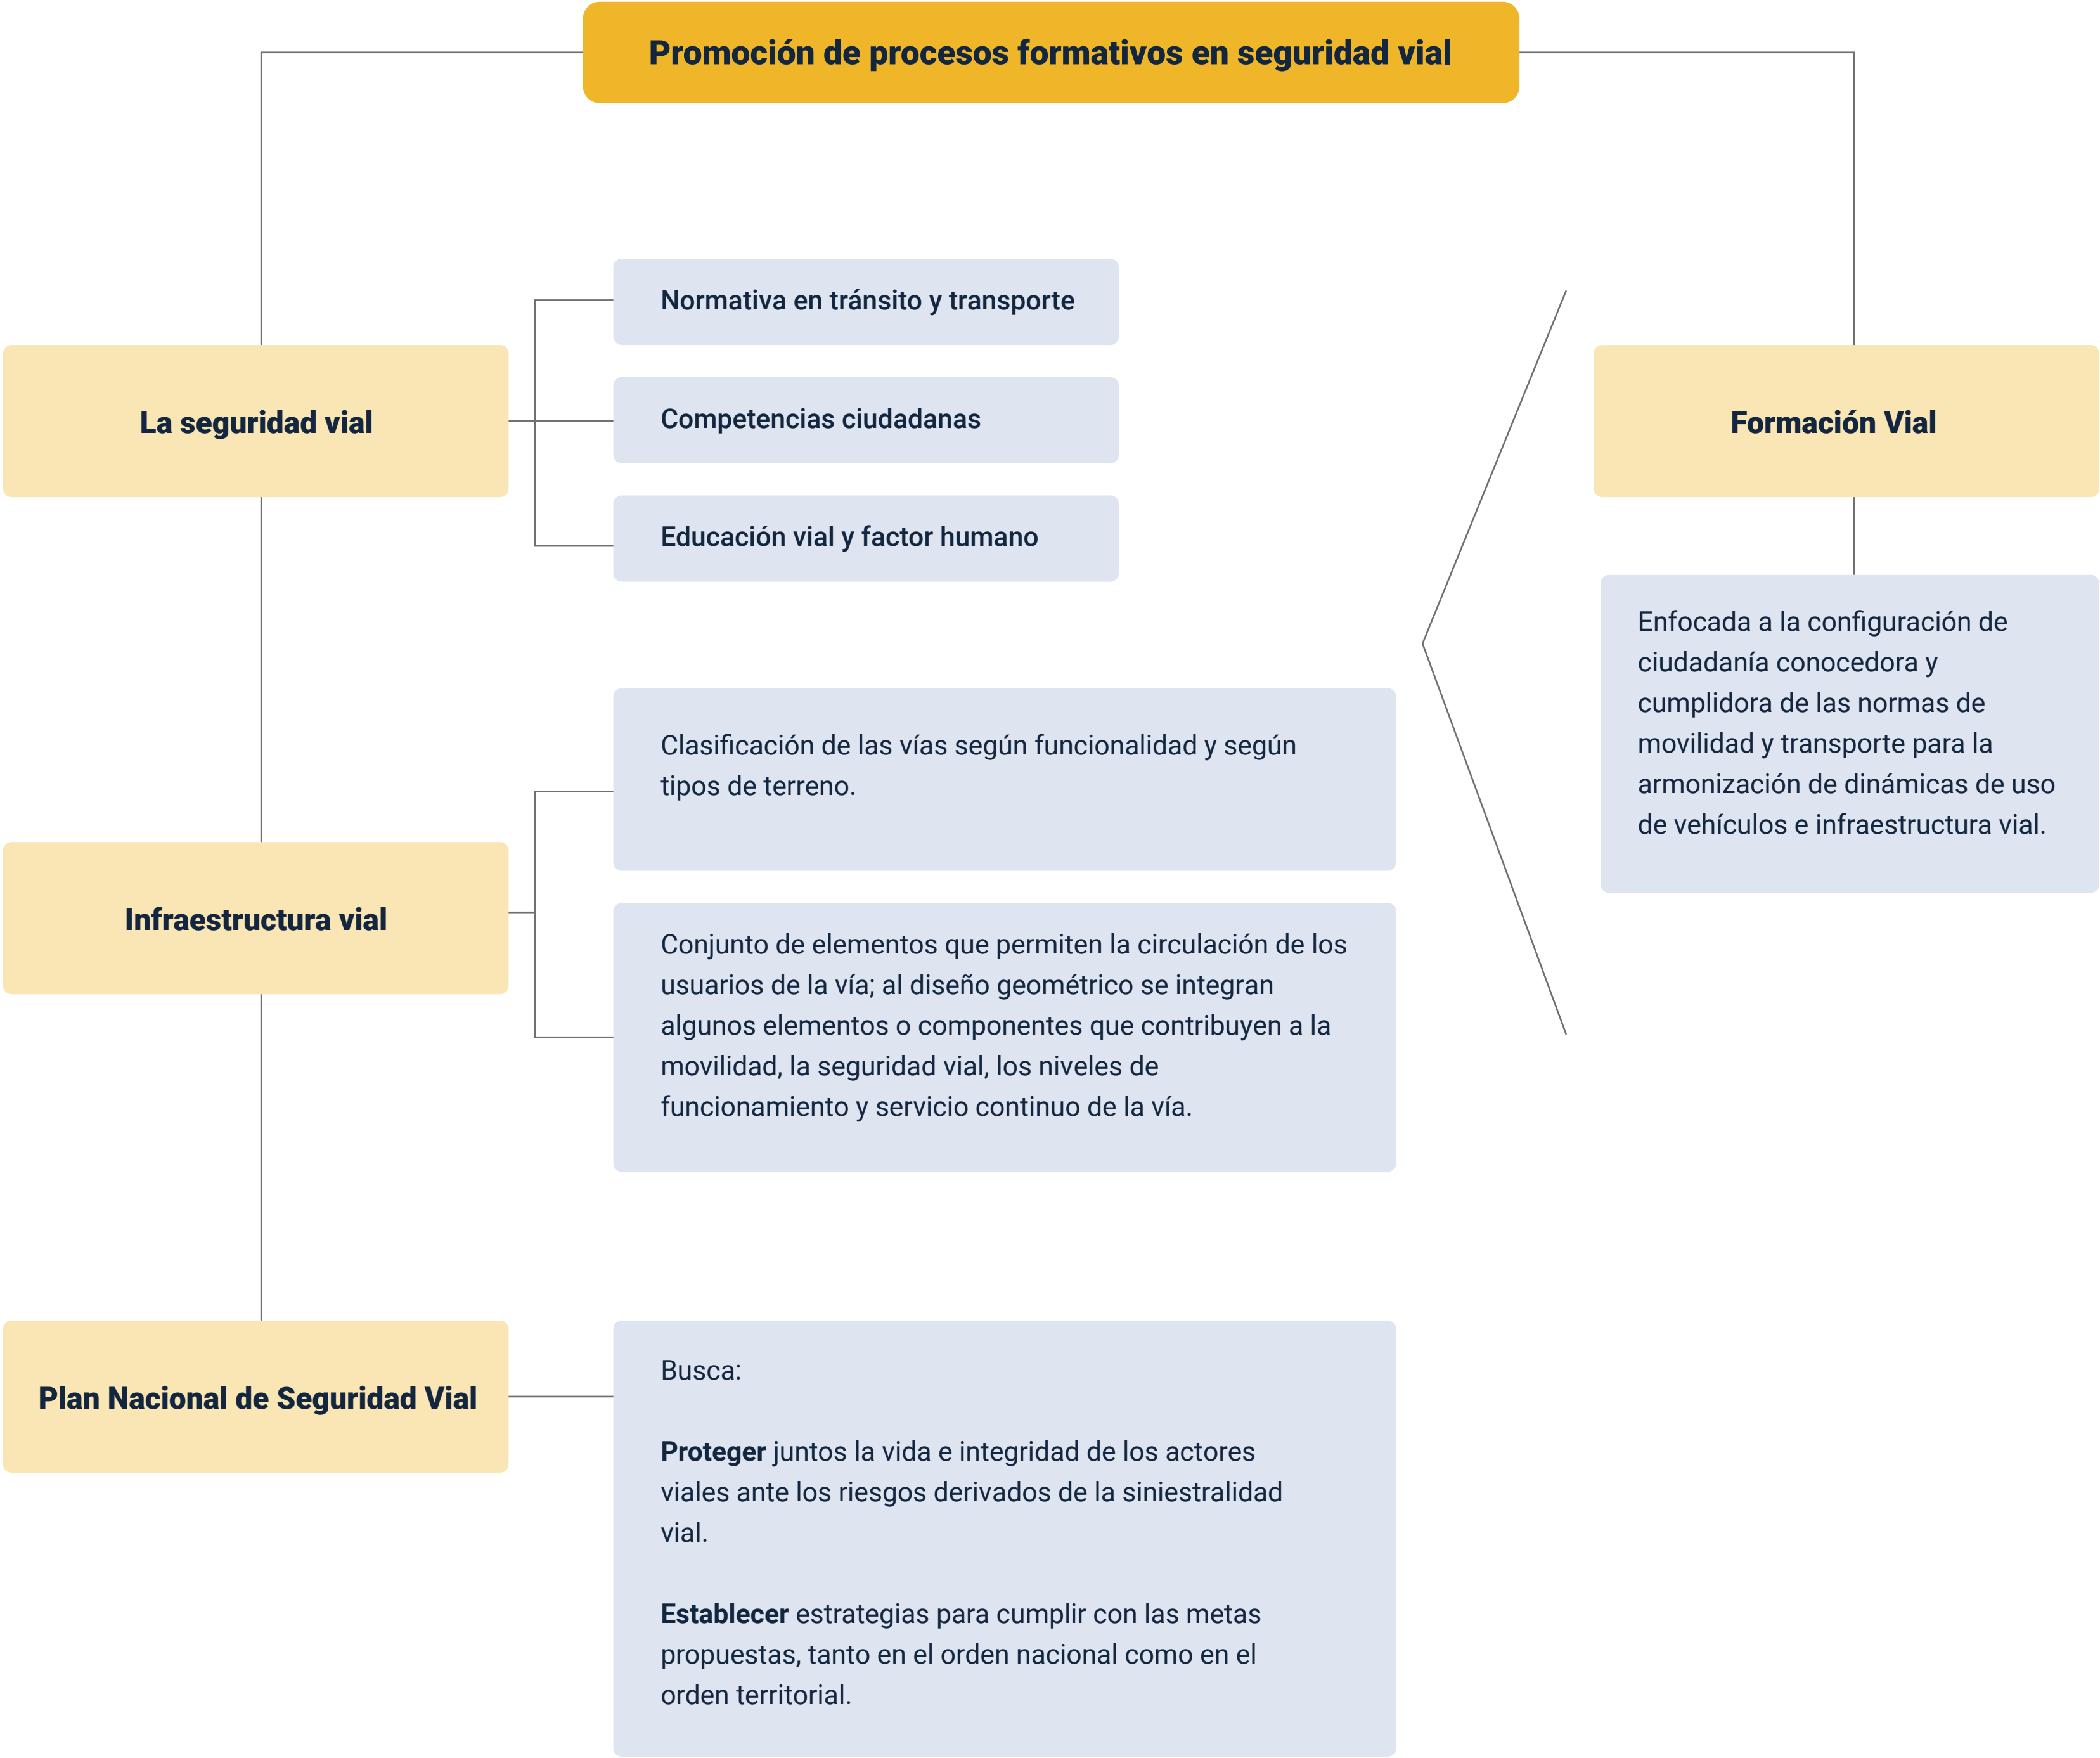 Promoción de procesos formativos en seguridad vial
La seguridad vial
Normativa en tránsito y transporte
Competencias ciudadanas
Educación vial y factor humano
Infraestructura vial
Clasificación de las vías según funcionalidad y según
tipos de terreno.
Conjunto de elementos que permiten la circulación de los
usuarios de la vía; al diseño geométrico se integran
algunos elementos o componentes que contribuyen a la
movilidad, la seguridad vial, los niveles de
funcionamiento y servicio continuo de la vía.
Plan Nacional de Seguridad Vial
Busca:
Proteger juntos la vida e integridad de los actores
viales ante los riesgos derivados de la siniestralidad
vial.
Establecer estrategias para cumplir con las metas
propuestas, tanto en el orden nacional como en el
orden territorial.
Formación Vial
Enfocada a la configuración de
ciudadanía conocedora y
cumplidora de las normas de
movilidad y transporte para la
armonización de dinámicas de uso
de vehículos e infraestructura vial.